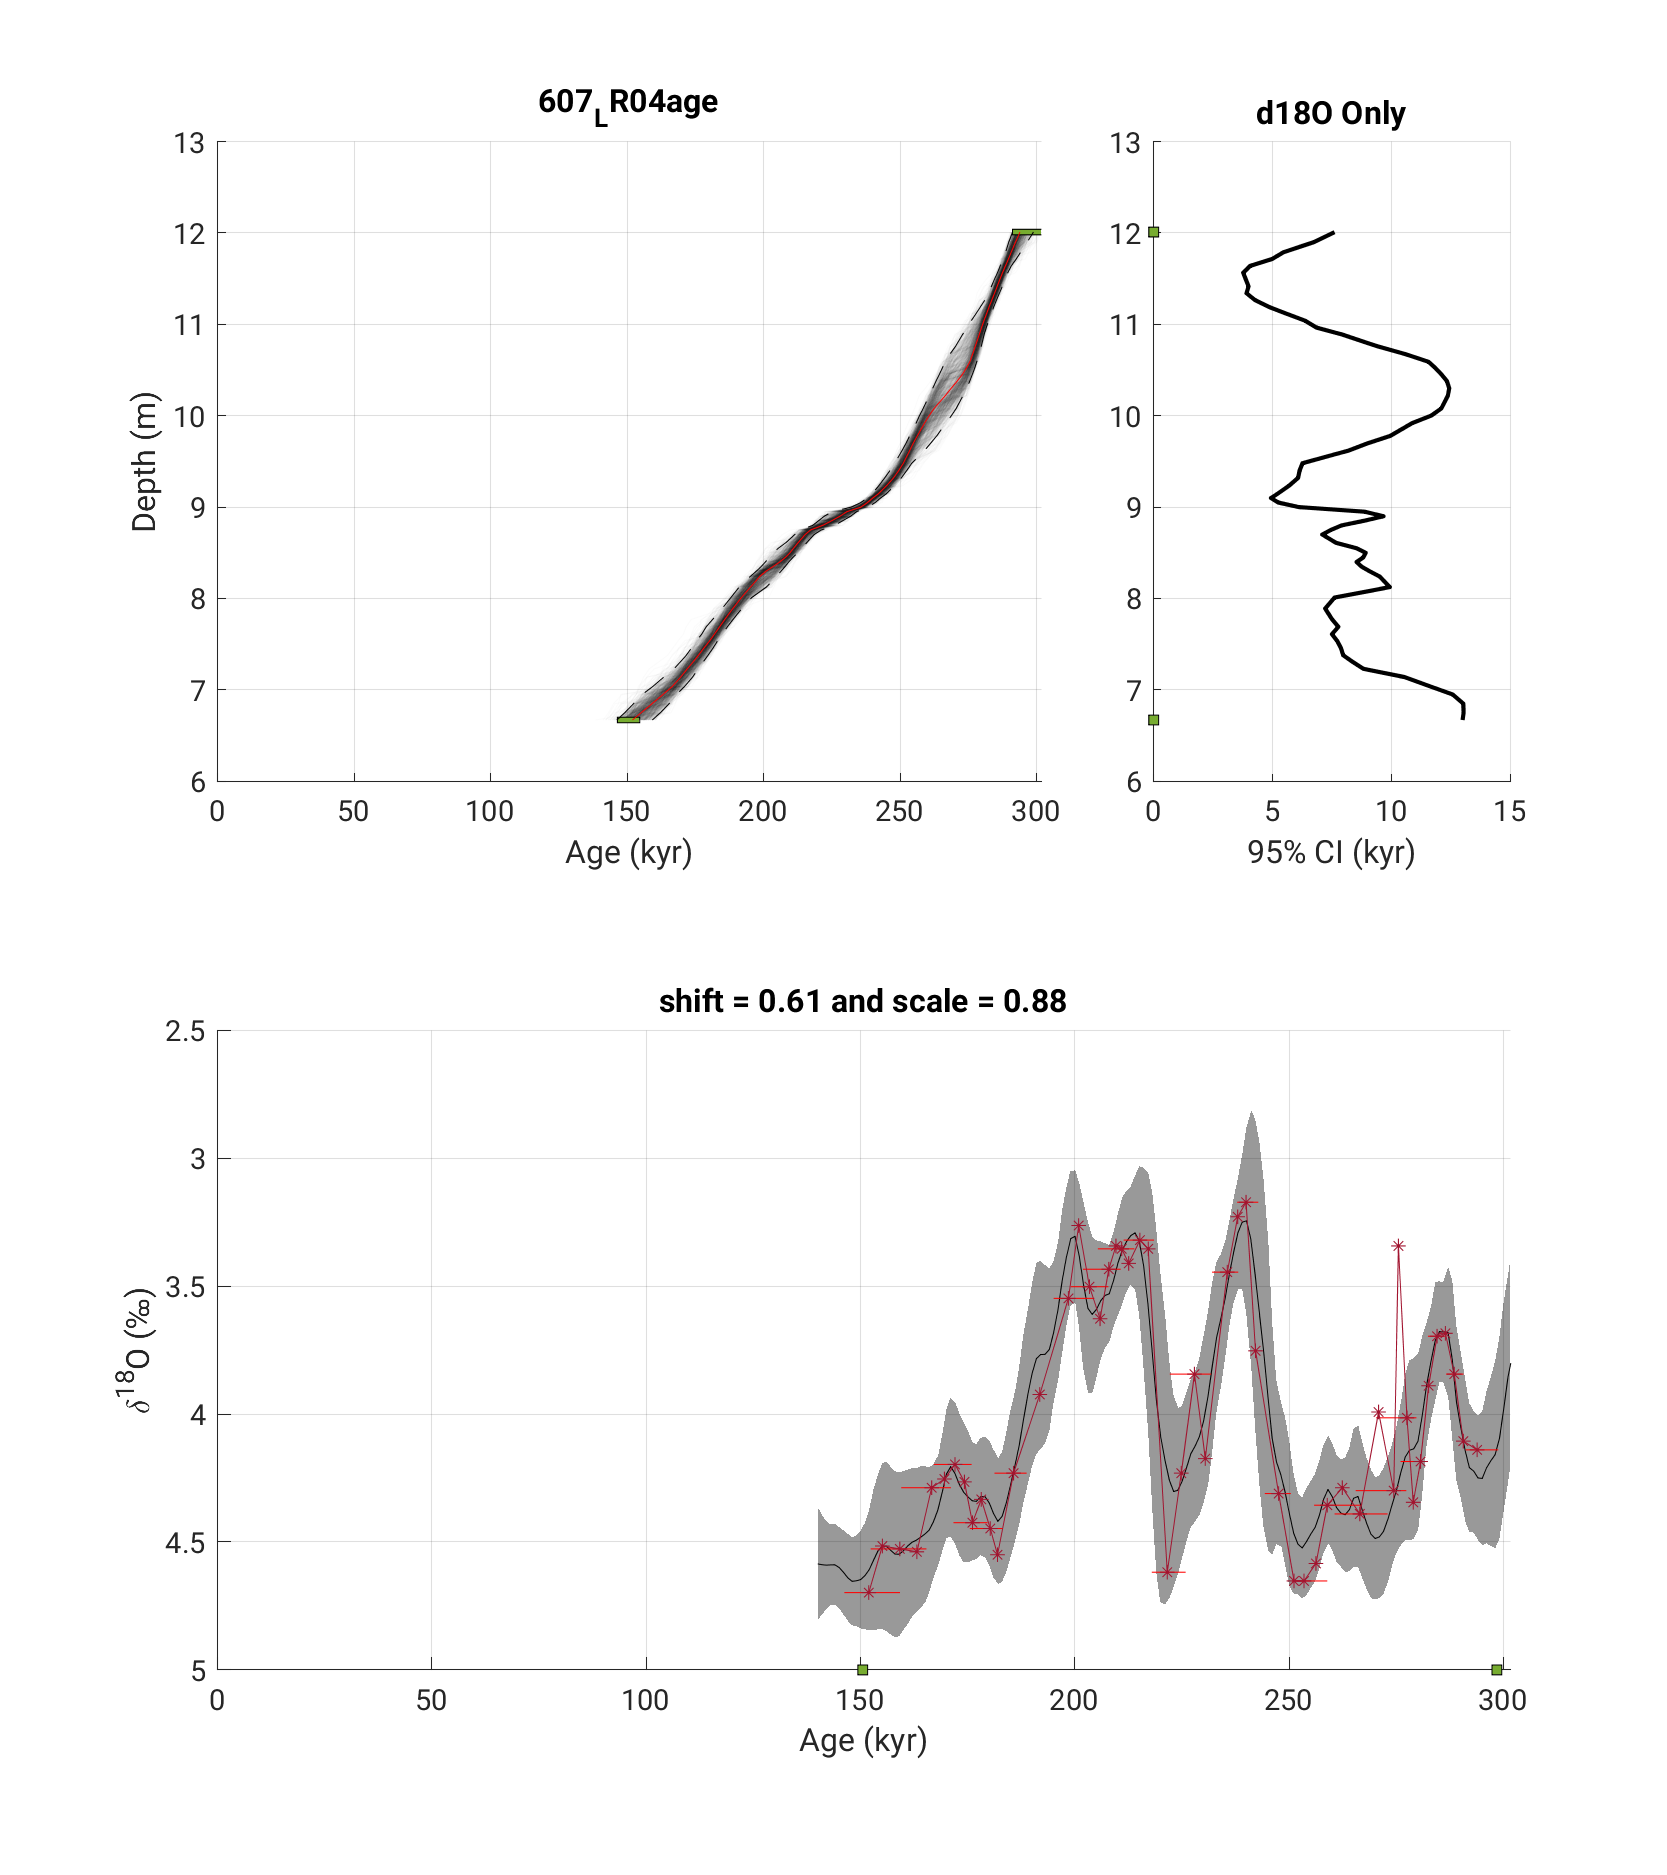 607LR04age
13
12
11
10
9
8
7
6
Depth (m)
0 50 100 150 200 250 300
Age (kyr)
d18O Only
13
12
11
10
9
8
7
6
0 5 10 15
95% CI (kyr)
shift = 0.61 and scale = 0.88
2.5
3
3.5
4
4.5
5
δ18O (‰)
0 50 100 150 200 250 300
Age (kyr)